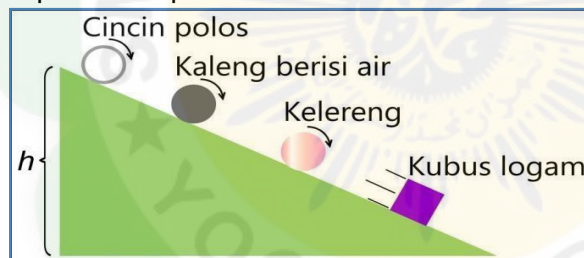 Cincin polos
Kaleng berisi air
Kelereng
h
Kubus logam